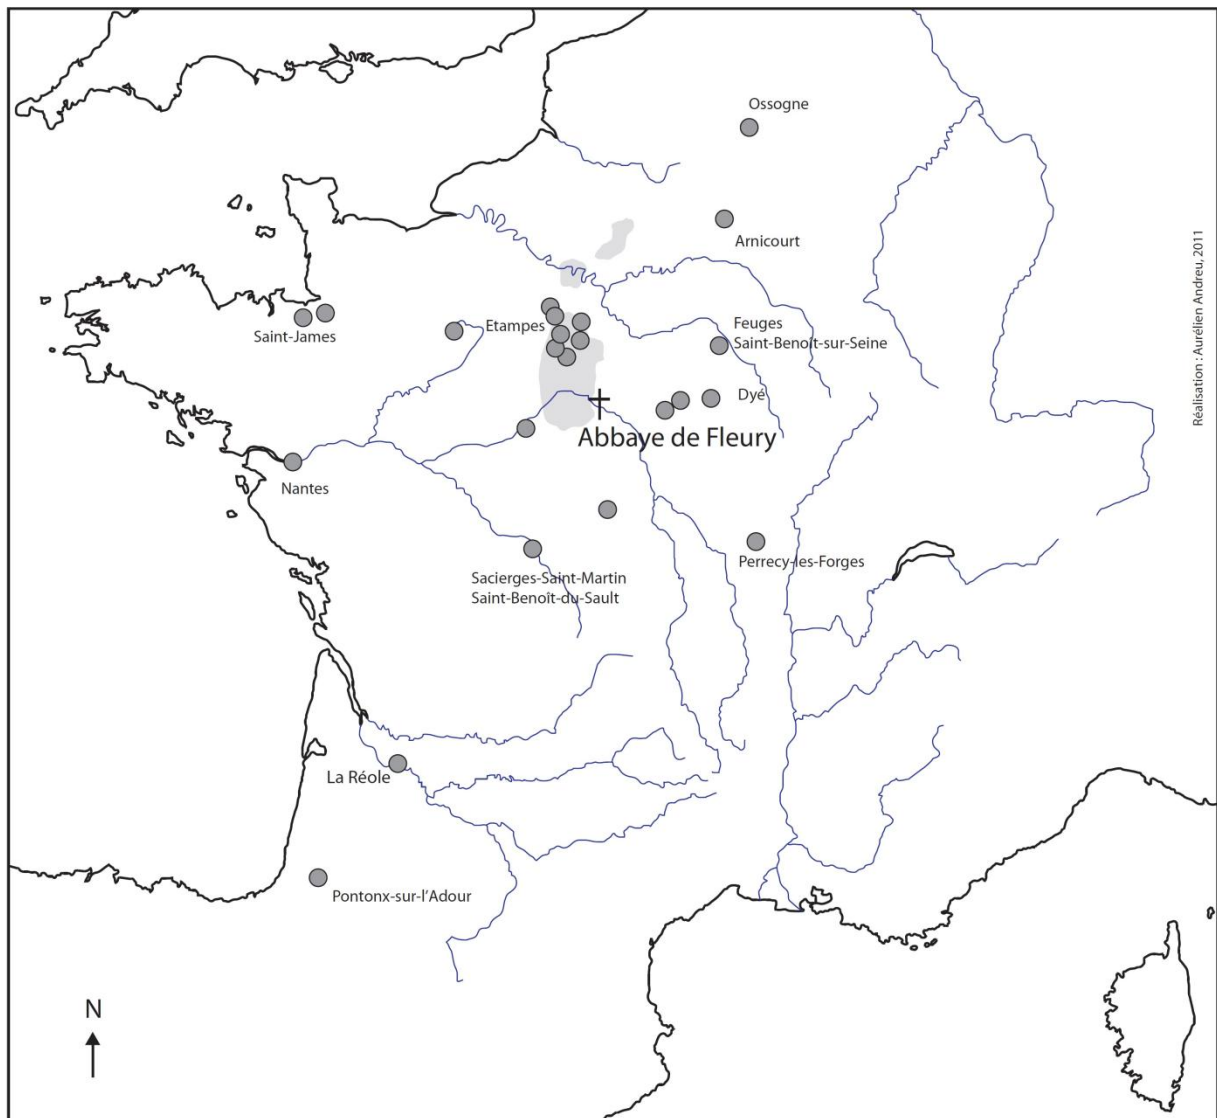 Ossogne
Arnicourt
Réalisation : Aurélien Andreu, 2011
Saint-James
Etampes
Feuges
Saint-Benoit-sur-Seine
Dyé
Abbaye de Fleury
Nantes
Perrecy-les-Forges
Sacierges-Saint-Martin
Saint-Benoît-du-Sault
La Réole
Pontonx-sur-l'Adour
N